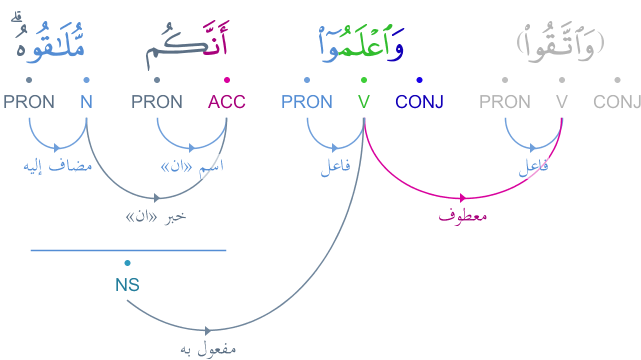 (وَٱتَّقُوا۟) وَٱعْلَمُوٓا۟ أَنَّكُم مُّلَـٰقُوهُ ۗ
CONJ V PRON CONJ V PRON ACC PRON N PRON
فاعل فاعل اسم «ان» مضاف إليه
معطوف خبر «ان»
NS
مفعول به